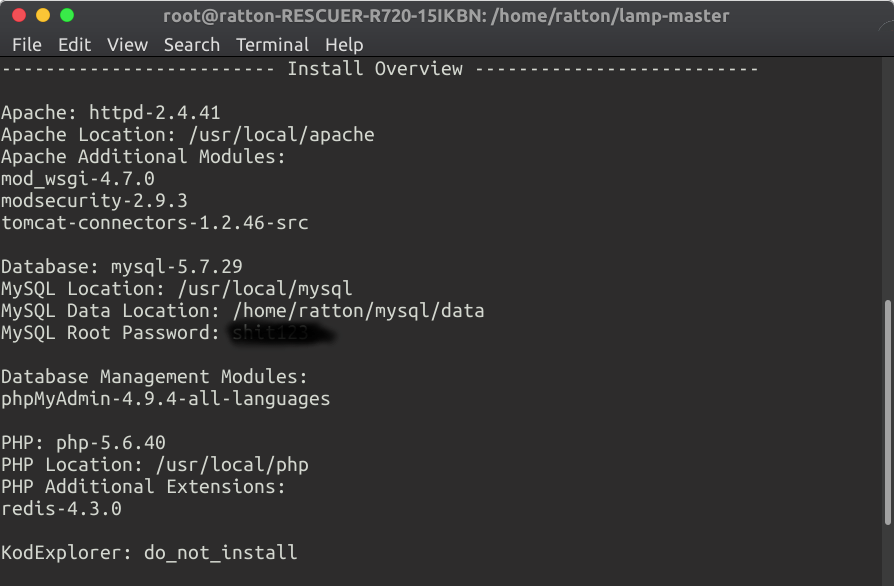 root@ratton-RESCUER-R720-15IKBN: /home/ratton/lamp-master
File Edit View Search Terminal Help
------------------------- Install Overview --------------------------
Apache: httpd-2.4.41
Apache Location: /usr/local/apache
Apache Additional Modules:
mod_wsgi-4.7.0
modsecurity-2.9.3
tomcat-connectors-1.2.46-src
Database: mysql-5.7.29
MySQL Location: /usr/local/mysql
MySQL Data Location: /home/ratton/mysql/data
MySQL Root Password:
Database Management Modules:
phpMyAdmin-4.9.4-all-languages
PHP: php-5.6.40
PHP Location: /usr/local/php
PHP Additional Extensions:
redis-4.3.0
KodExplorer: do_not_install